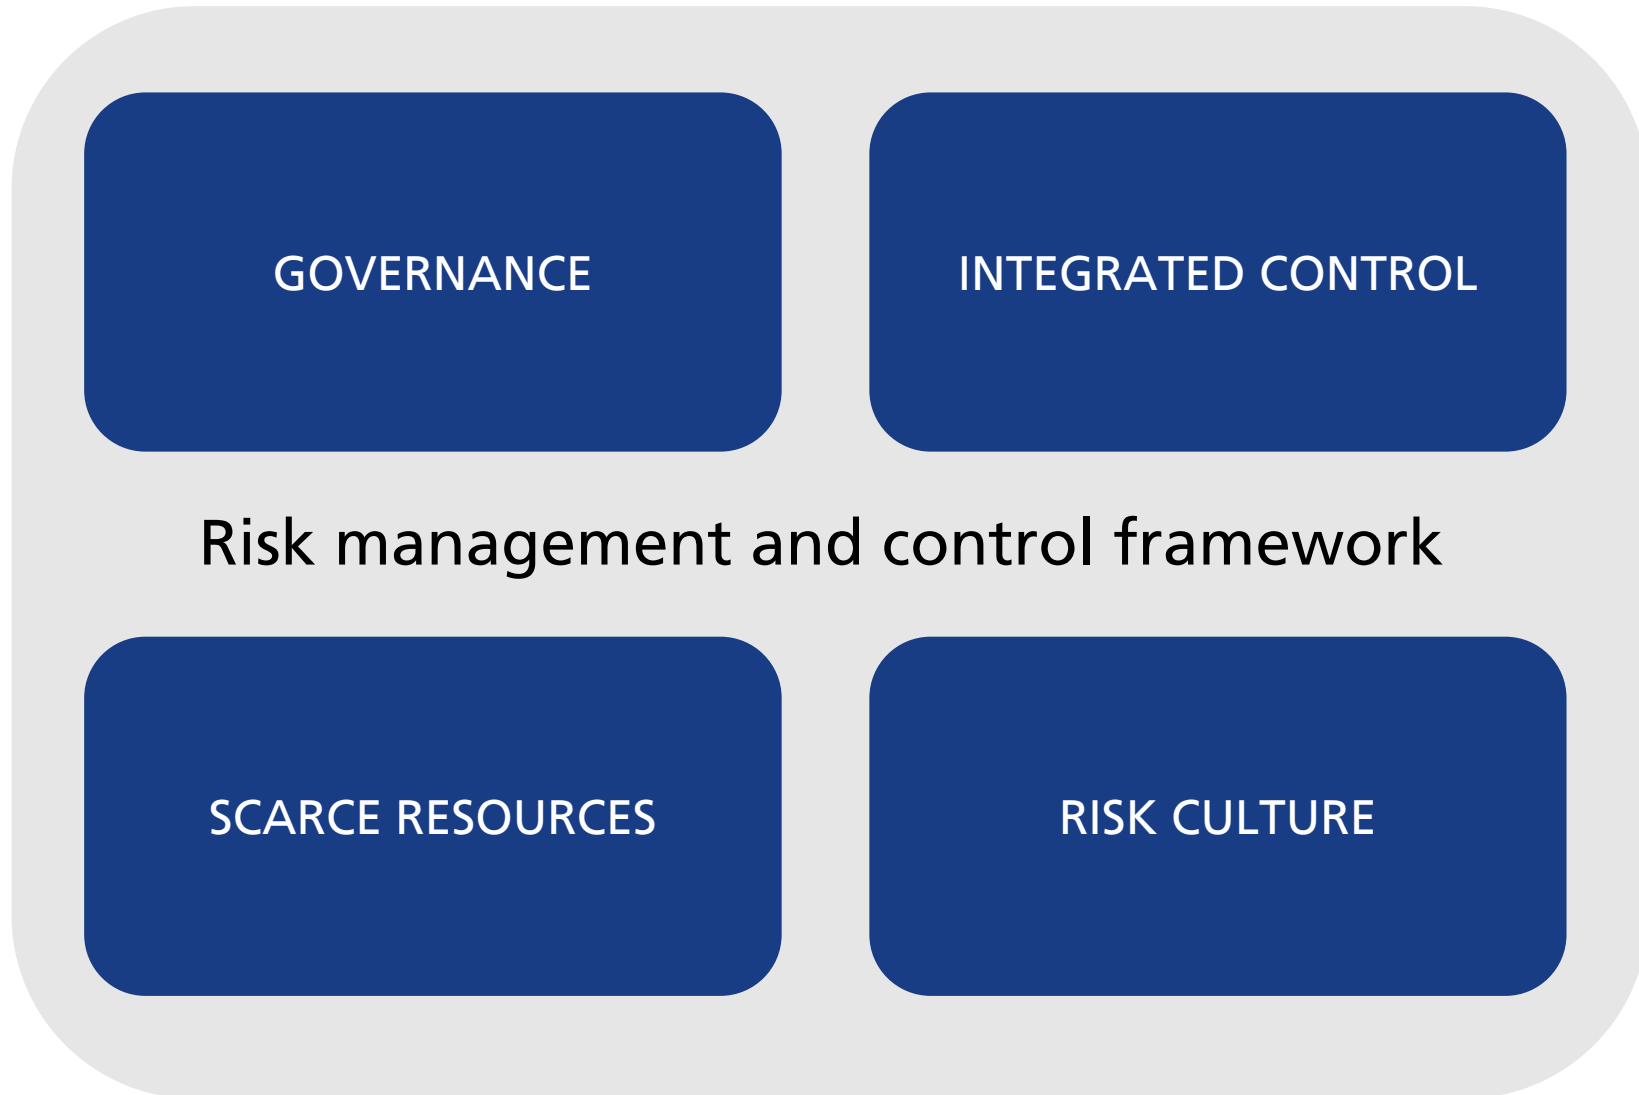 GOVERNANCE
INTEGRATED CONTROL
Risk management and control framework
SCARCE RESOURCES
RISK CULTURE